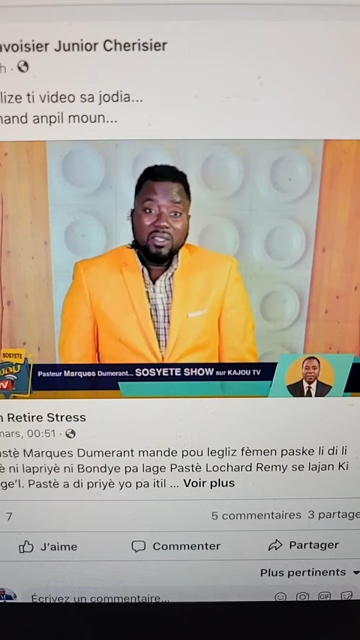 avoisier Junior Cherisier
h ·
lize ti video sa jodia...
nand anpil moun...
SOSYETE
TV
Pasteur Marques Dumerant... SOSYETE SHOW sur KAJOU TV
n Retire Stress
mars, 00:51 ·
astè Marques Dumerant mande pou legliz fèmen paske li di li
è ni lapriyè ni Bondye pa lage Pastè Lochard Remy se lajan Ki
ge'l. Pastè a di priyè yo pa itil ... Voir plus
7
5 commentaires 3 partage
J'aime
Commenter
Partager
Plus pertinents
Écrivez un commentaire...
GIF